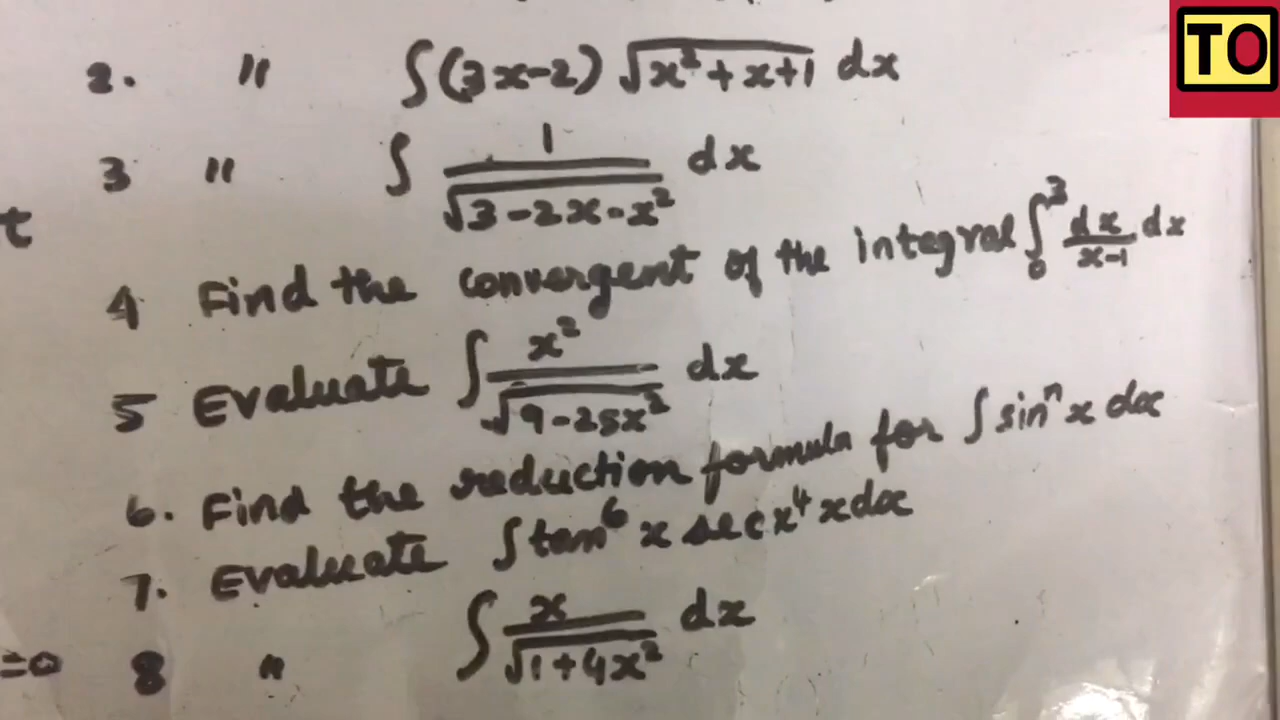 TO
2. " ∫(3x-2) √x²+x+1 dx
3 " ∫ 1/√3-2x-x² dx
t
4 Find the convergent of the integral ∫₀³ dx/x-1 dx
5 Evaluate ∫ x²/√9-25x² dx
6. Find the reduction formula for ∫ sinⁿ x dx
7. Evaluate ∫ tan⁶ x sec x⁴ x dx
=0
8 " ∫ x/√1+4x² dx